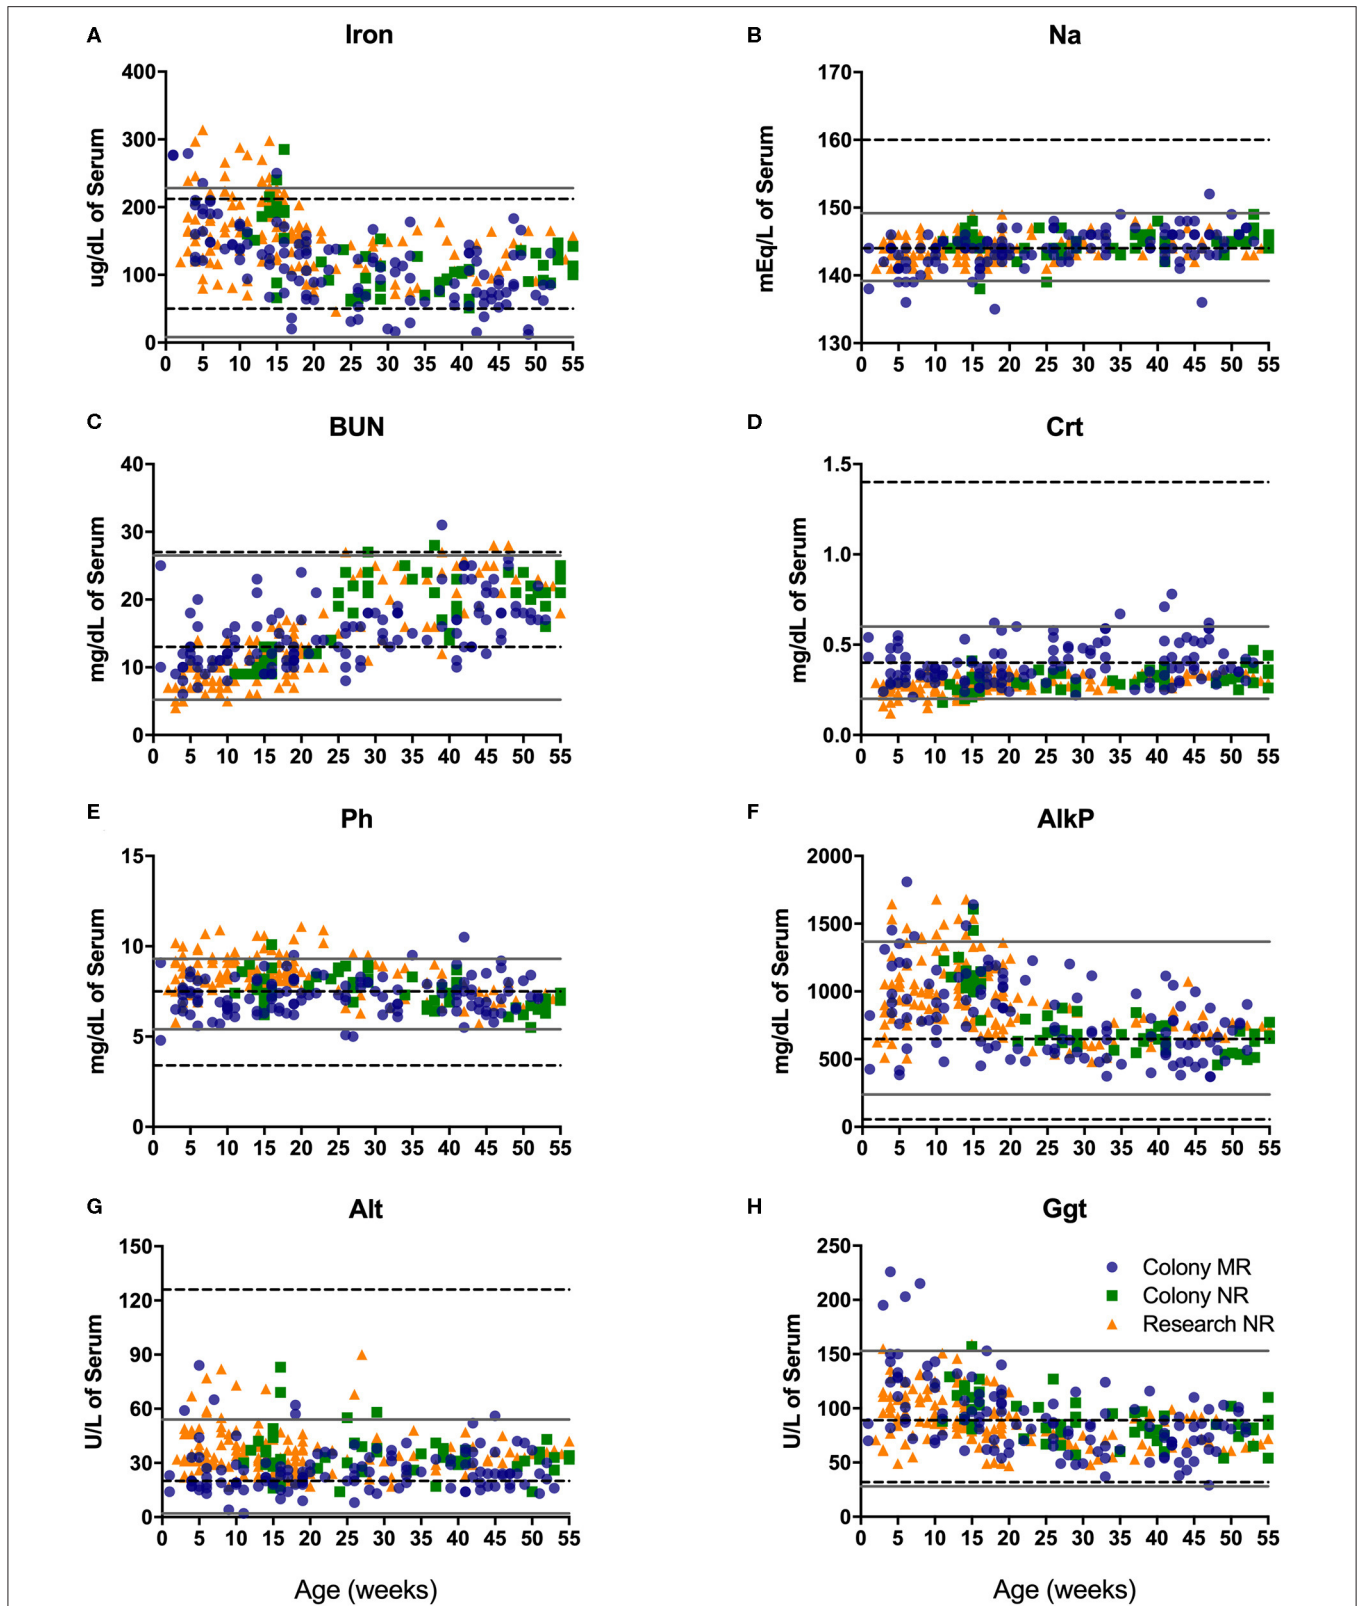 A
Iron
400
300
200
100
0
ug/dL of Serum
0 5 10 15 20 25 30 35 40 45 50 55
B
Na
170
160
150
140
130
mEq/L of Serum
0 5 10 15 20 25 30 35 40 45 50 55
C
BUN
40
30
20
10
0
mg/dL of Serum
0 5 10 15 20 25 30 35 40 45 50 55
D
Crt
1.5
1.0
0.5
0.0
mg/dL of Serum
0 5 10 15 20 25 30 35 40 45 50 55
E
Ph
15
10
5
0
mg/dL of Serum
0 5 10 15 20 25 30 35 40 45 50 55
F
AlkP
2000
1500
1000
500
0
mg/dL of Serum
0 5 10 15 20 25 30 35 40 45 50 55
G
Alt
150
120
90
60
30
0
U/L of Serum
0 5 10 15 20 25 30 35 40 45 50 55
Age (weeks)
H
Ggt
250
200
150
100
50
0
U/L of Serum
Colony MR
Colony NR
Research NR
0 5 10 15 20 25 30 35 40 45 50 55
Age (weeks)